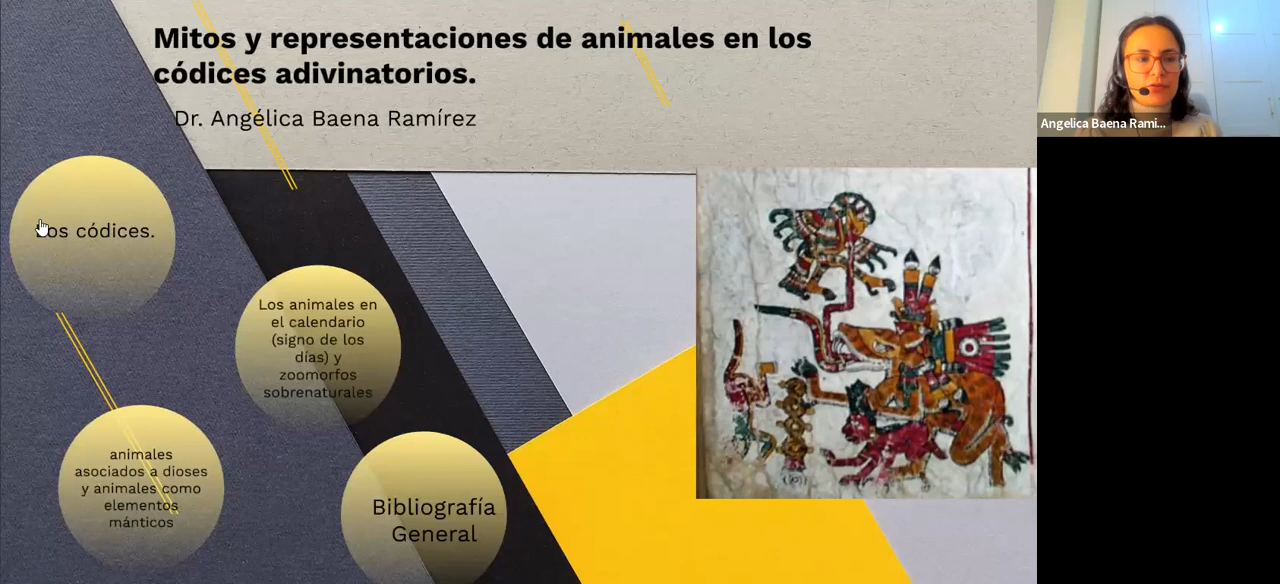 Mitos y representaciones de animales en los
códices adivinatorios.
Dr. Angélica Baena Ramírez
Los códices.
Los animales en
el calendario
(signo de los
días) y
zoomorfos
sobrenaturales
animales
asociados a dioses
y animales como
elementos
mánticos
Bibliografía
General
Angelica Baena Rami...